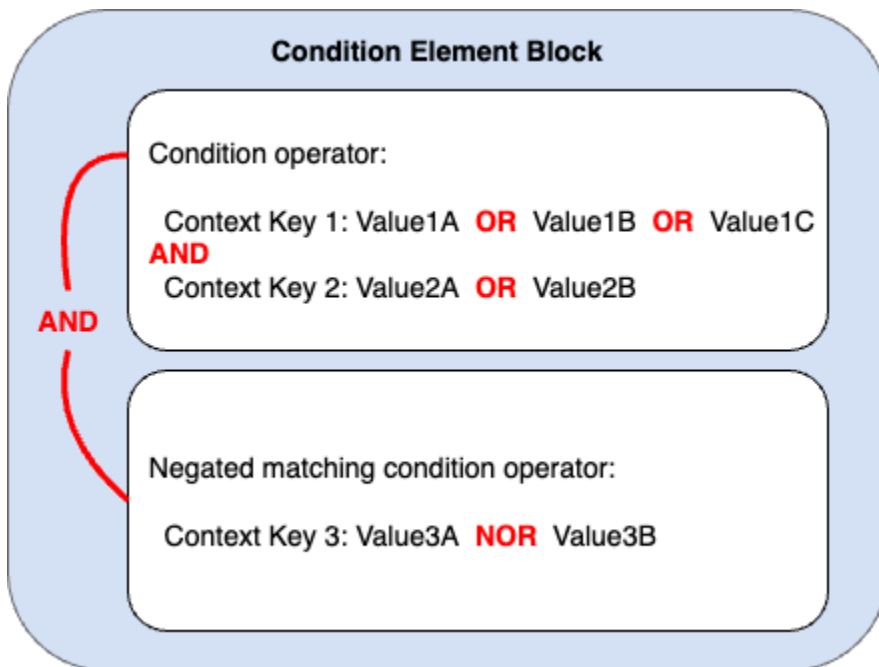 Condition Element Block
Condition operator:
Context Key 1: Value1A OR Value1B OR Value1C
AND
Context Key 2: Value2A OR Value2B
AND
Negated matching condition operator:
Context Key 3: Value3A NOR Value3B